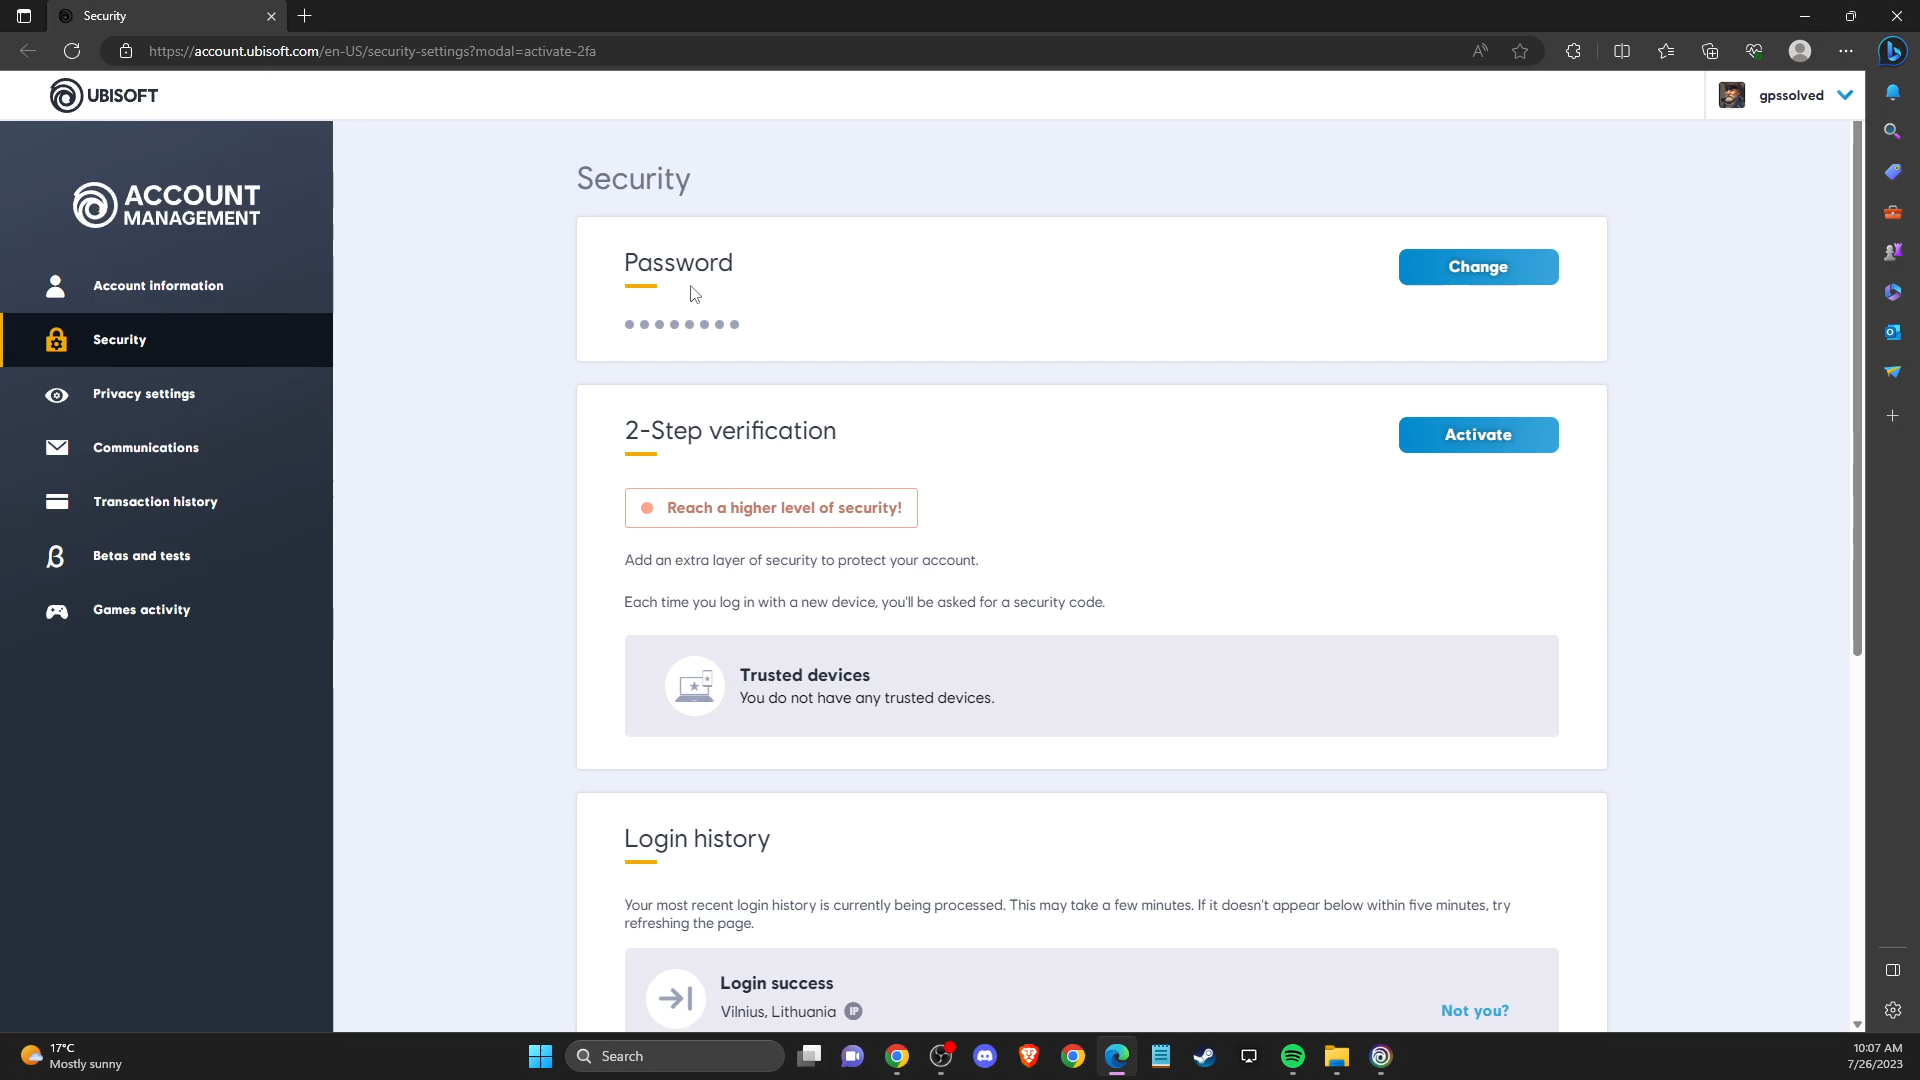 Security
https://account.ubisoft.com/en-US/security-settings?modal=activate-2fa
UBISOFT
gpssolved
ACCOUNT
MANAGEMENT
Account information
Security
Privacy settings
Communications
Transaction history
Betas and tests
Games activity
Security
Password
Change
2-Step verification
Activate
Reach a higher level of security!
Add an extra layer of security to protect your account.
Each time you log in with a new device, you'll be asked for a security code.
Trusted devices
You do not have any trusted devices.
Login history
Your most recent login history is currently being processed. This may take a few minutes. If it doesn't appear below within five minutes, try
refreshing the page.
Login success
Vilnius, Lithuania IP
Not you?
17°C
Mostly sunny
Search
10:07 AM
7/26/2023